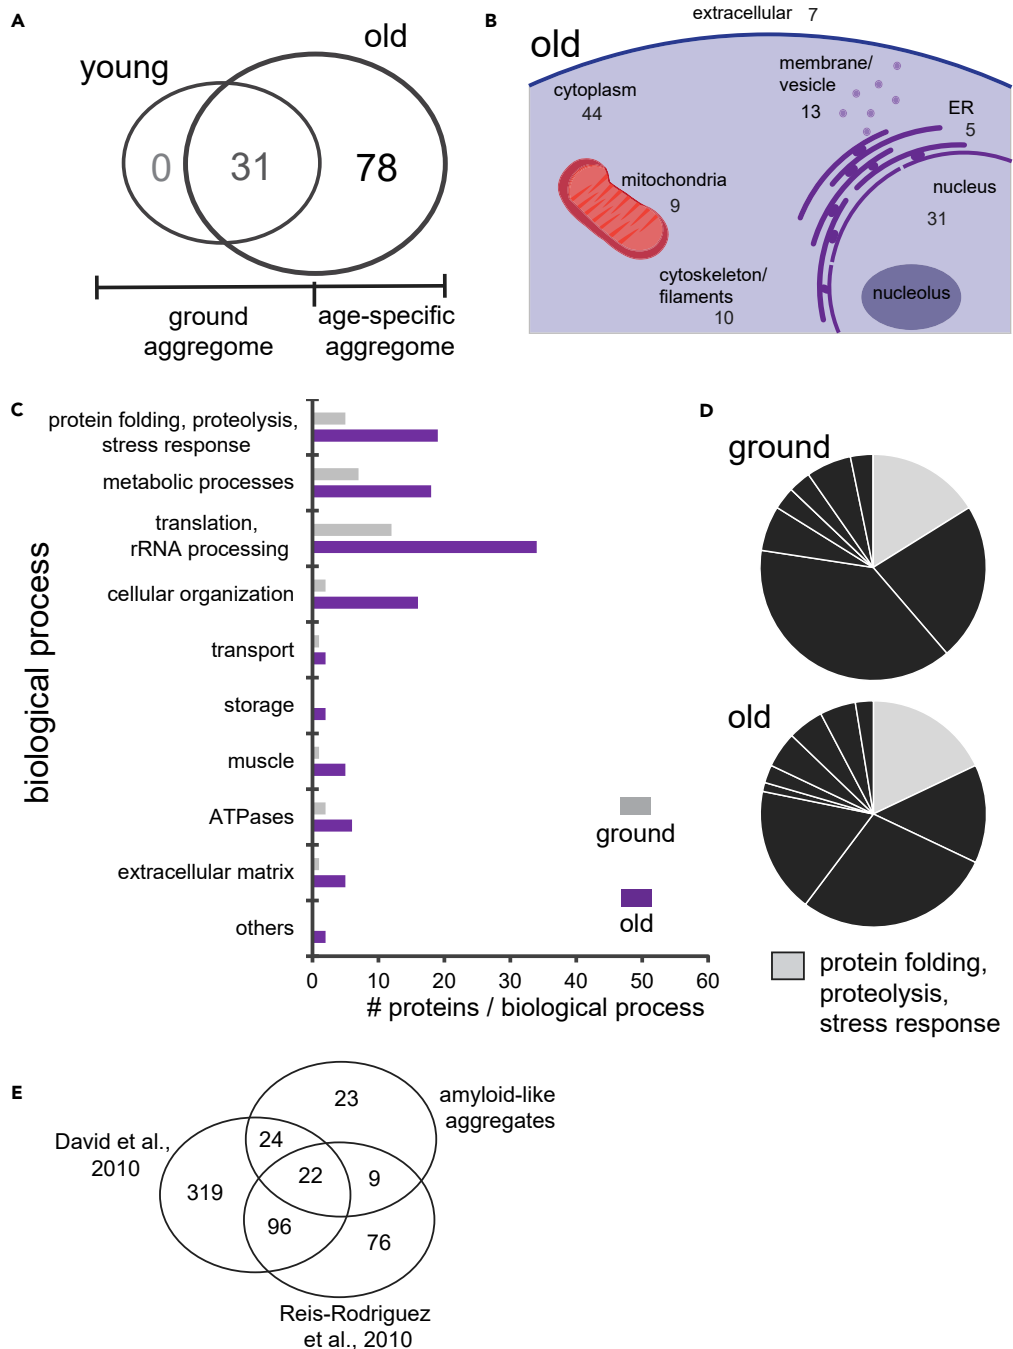 A
young
old
0
31
78
ground
aggregome
age-specific
aggregome
B
extracellular 7
old
cytoplasm
44
membrane/
vesicle
13
ER
5
mitochondria
9
nucleus
31
cytoskeleton/
filaments
10
nucleolus
C
biological process
protein folding, proteolysis,
stress response
metabolic processes
translation,
rRNA processing
cellular organization
transport
storage
muscle
ATPases
extracellular matrix
others
ground
old
0 10 20 30 40 50 60
# proteins / biological process
D
ground
old
protein folding,
proteolysis,
stress response
E
David et al.,
2010
amyloid-like
aggregates
23
24
22
9
319
96
76
Reis-Rodriguez
et al., 2010